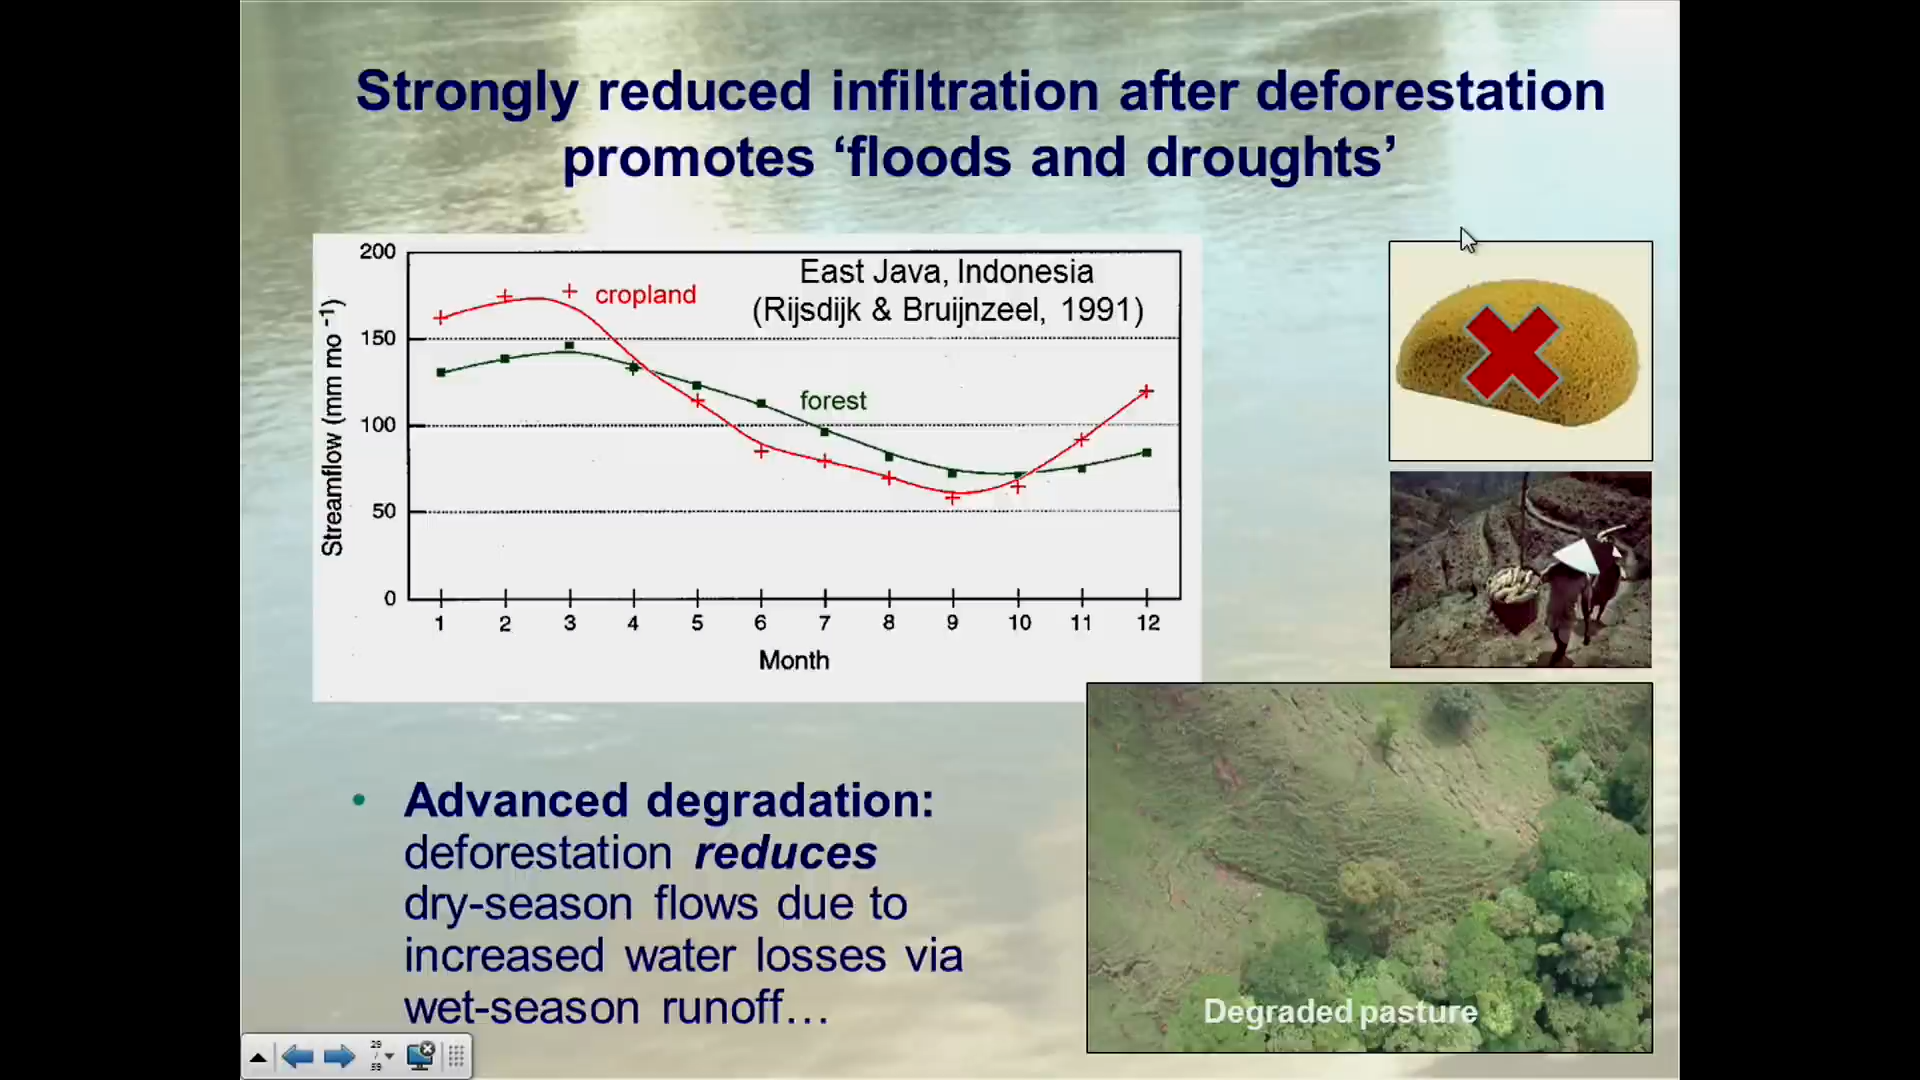 Strongly reduced infiltration after deforestation
promotes ‘floods and droughts’
200
150
100
50
0
Streamflow (mm mo -1)
East Java, Indonesia
(Rijsdijk & Bruijnzeel, 1991)
cropland
forest
1 2 3 4 5 6 7 8 9 10 11 12
Month
• Advanced degradation:
deforestation reduces
dry-season flows due to
increased water losses via
wet-season runoff…
Degraded pasture
29
/
59